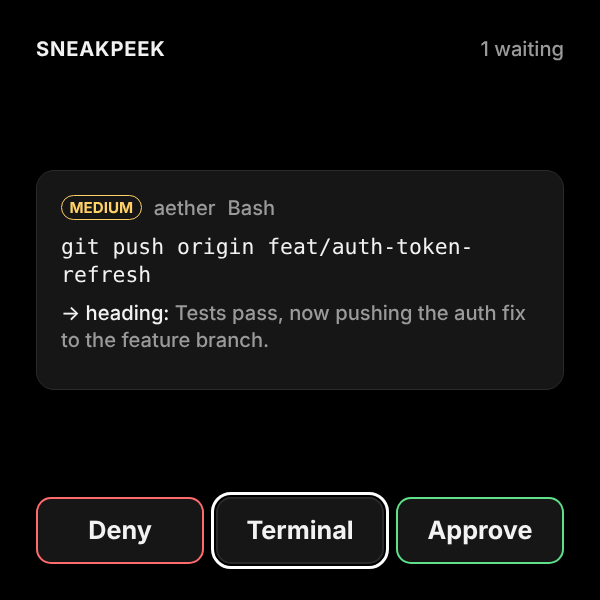 SNEAKPEEK
1 waiting
MEDIUM aether Bash
git push origin feat/auth-token-
refresh
→ heading: Tests pass, now pushing the auth fix
to the feature branch.
Deny
Terminal
Approve